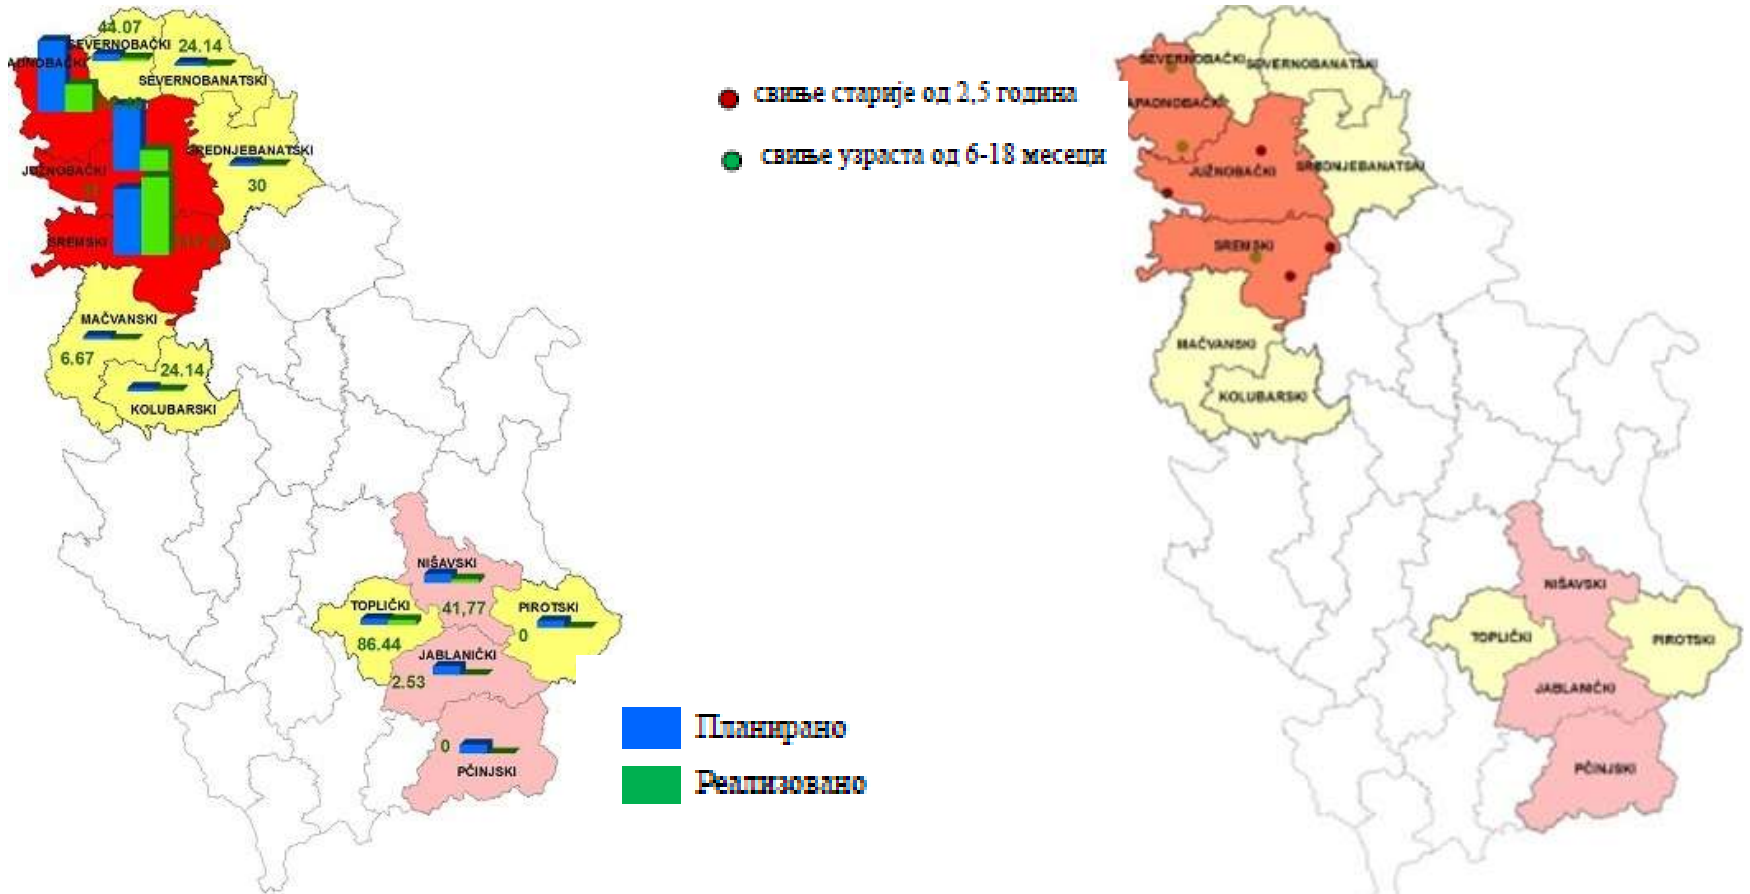 44.07
SEVERNOBAČKI
24.14
SEVERNOBANATSKI
SREDNJEBANATSKI
30
JUŽNOBAČKI
SREMSKI
MAČVANSKI
6.67
24.14
KOLUBARSKI
NIŠAVSKI
41,77
TOPLIČKI
86.44
PIROTSKI
0
JABLANIČKI
2.53
0
PČINJSKI
свиње старије од 2,5 година
свиње узраста од 6-18 месеци
Планирано
Реализовано
SEVERNOBAČKI
SEVERNOBANATSKI
APADNOBAČKI
JUŽNOBAČKI
SREDNJEBANATSKI
SREMSKI
MAČVANSKI
KOLUBARSKI
NIŠAVSKI
TOPLIČKI
PIROTSKI
JABLANIČKI
PČINJSKI